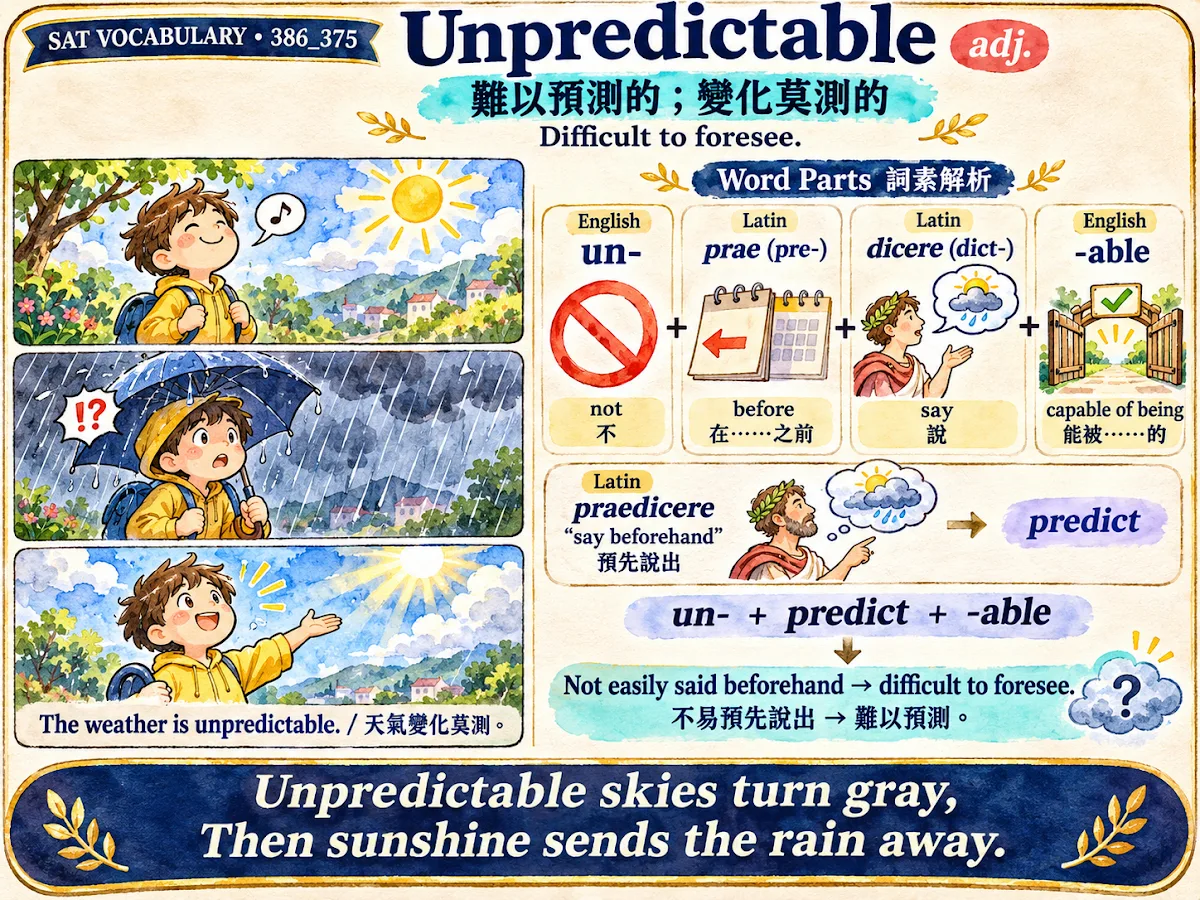 SAT VOCABULARY • 386_375
Unpredictable adj.
難以預測的；變化莫測的
Difficult to foresee.
!?
The weather is unpredictable. / 天氣變化莫測。
Word Parts 詞素解析
English
un-
not
不
+
Latin
prae (pre-)
before
在……之前
+
Latin
dicere (dict-)
say
說
+
English
-able
capable of being
能被……的
Latin
praedicere
“say beforehand”
預先說出
→ predict
un- + predict + -able
Not easily said beforehand → difficult to foresee.
不易預先說出 → 難以預測。
?
Unpredictable skies turn gray,
Then sunshine sends the rain away.